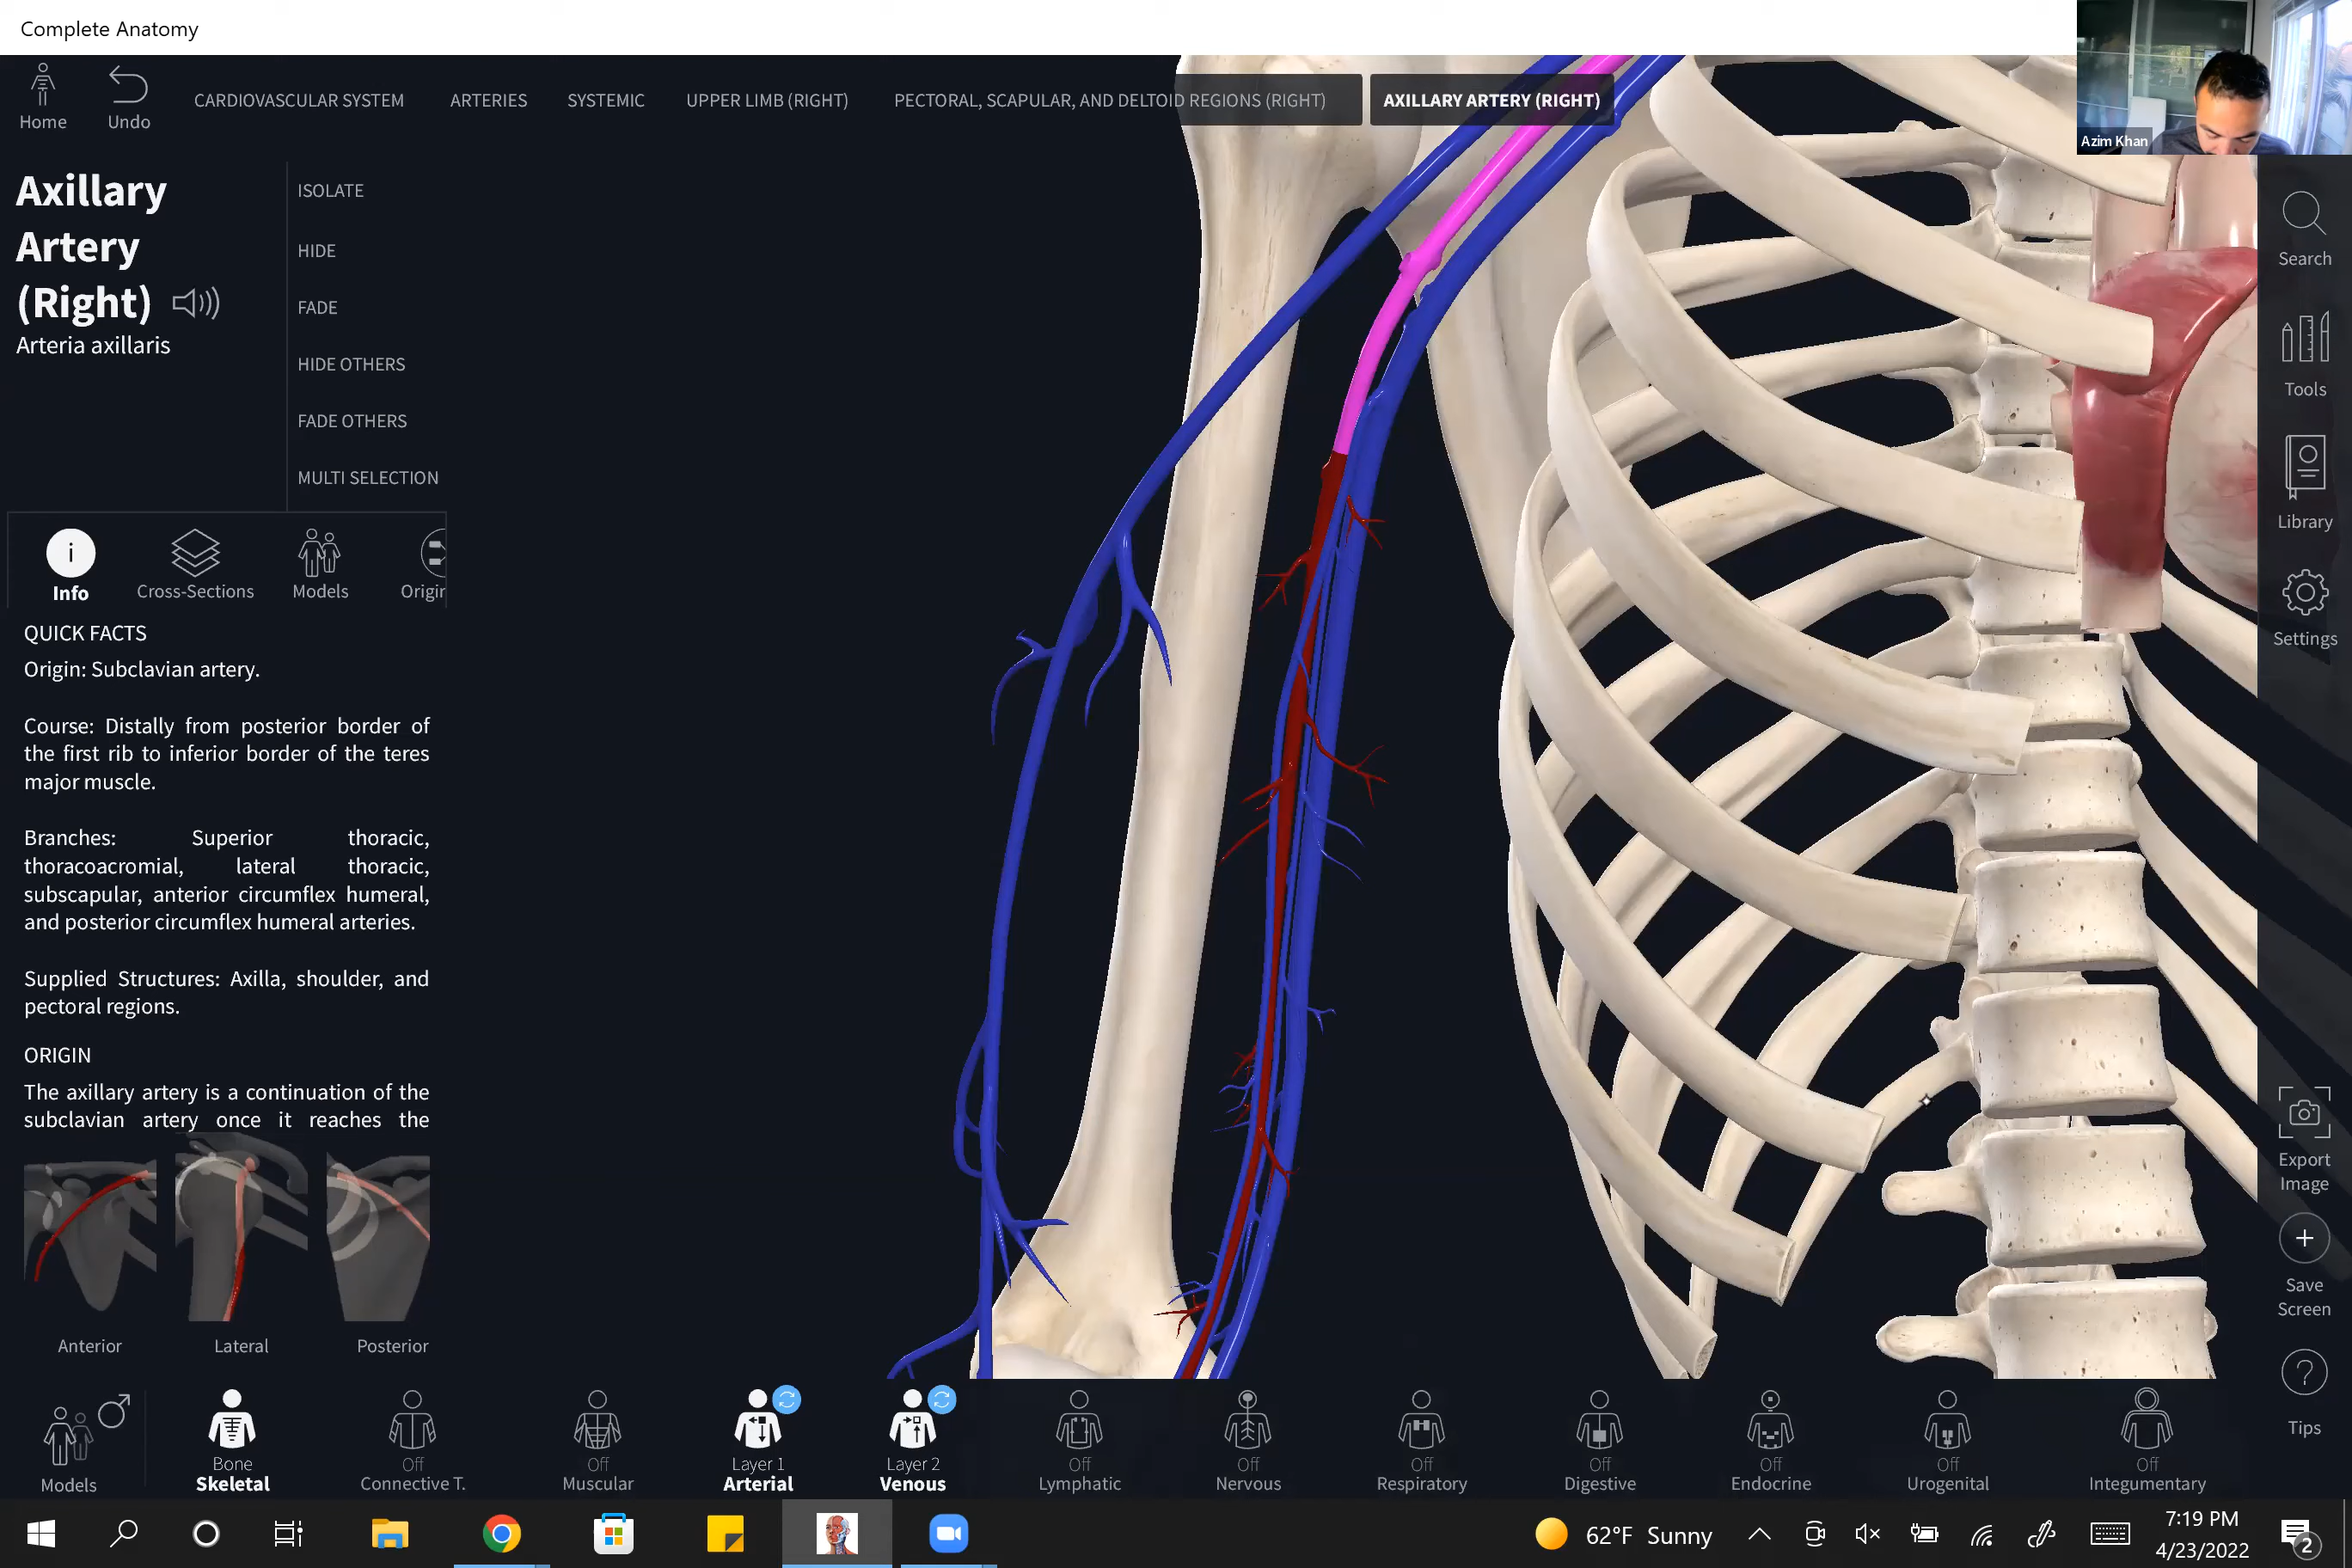 Complete Anatomy
Azim Khan
Home
Undo
CARDIOVASCULAR SYSTEM
ARTERIES
SYSTEMIC
UPPER LIMB (RIGHT)
PECTORAL, SCAPULAR, AND DELTOID REGIONS (RIGHT)
AXILLARY ARTERY (RIGHT)
Axillary
Artery
(Right)
Arteria axillaris
ISOLATE
HIDE
FADE
HIDE OTHERS
FADE OTHERS
MULTI SELECTION
i
Info
Cross-Sections
Models
Origin
QUICK FACTS
Origin: Subclavian artery.
Course: Distally from posterior border of
the first rib to inferior border of the teres
major muscle.
Branches: Superior thoracic,
thoracoacromial, lateral thoracic,
subscapular, anterior circumflex humeral,
and posterior circumflex humeral arteries.
Supplied Structures: Axilla, shoulder, and
pectoral regions.
ORIGIN
The axillary artery is a continuation of the
subclavian artery once it reaches the
Anterior
Lateral
Posterior
Search
Tools
Library
Settings
Export
Image
Save
Screen
?
Tips
Models
Bone
Skeletal
Off
Connective T.
Off
Muscular
Layer 1
Arterial
Layer 2
Venous
Off
Lymphatic
Off
Nervous
Off
Respiratory
Off
Digestive
Off
Endocrine
Off
Urogenital
Off
Integumentary
62°F Sunny
7:19 PM
4/23/2022
2